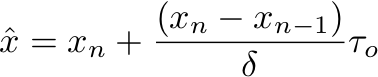 \hat{x} = x_n + \frac{(x_n - x_{n-1})}{\delta} \tau_o